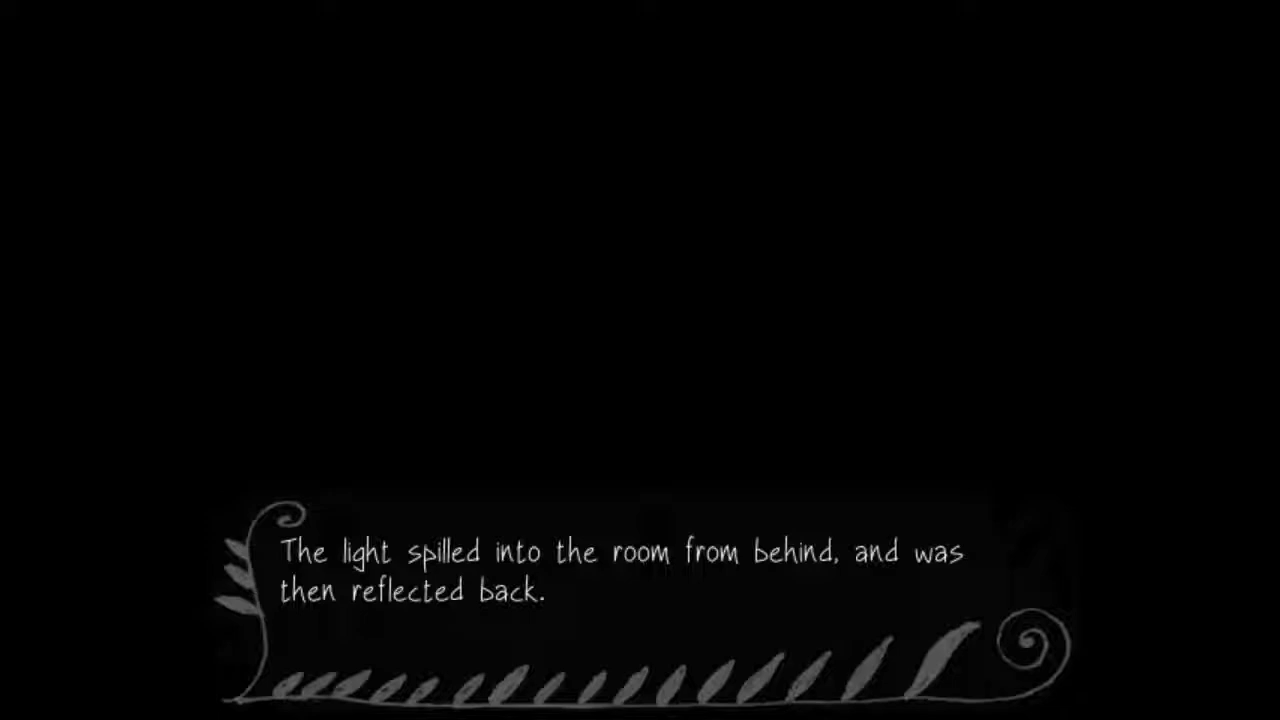 The light spilled into the room from behind, and was
then reflected back.